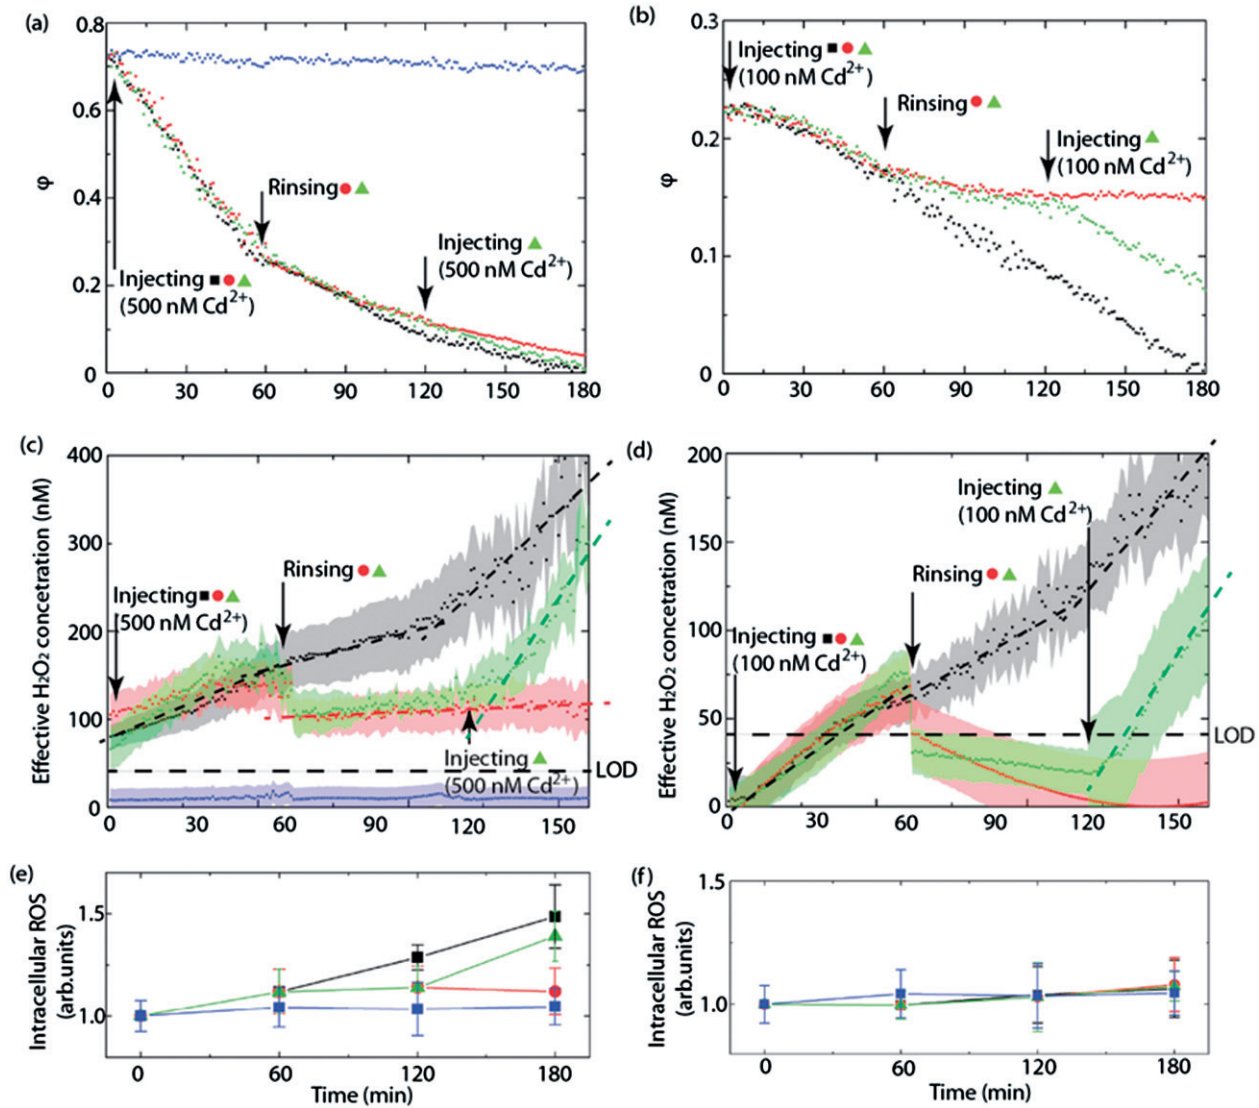 (a)
0.8
0.6
0.4
0.2
0
φ
Injecting
(500 nM Cd2+)
Rinsing
Injecting
(500 nM Cd2+)
0 30 60 90 120 150 180
(b)
0.3
0.2
0.1
0
φ
Injecting
(100 nM Cd2+)
Rinsing
Injecting
(100 nM Cd2+)
0 30 60 90 120 150 180
(c)
400
300
200
100
0
Effective H2O2 concetration (nM)
Injecting
(500 nM Cd2+)
Rinsing
Injecting
(500 nM Cd2+)
LOD
0 30 60 90 120 150
(d)
200
150
100
50
0
Effective H2O2 concetration (nM)
Injecting
(100 nM Cd2+)
Rinsing
Injecting
(100 nM Cd2+)
LOD
0 30 60 90 120 150
(e)
1.5
1.0
Intracellular ROS
(arb.units)
0 60 120 180
Time (min)
(f)
1.5
1.0
Intracellular ROS
(arb.units)
0 60 120 180
Time (min)